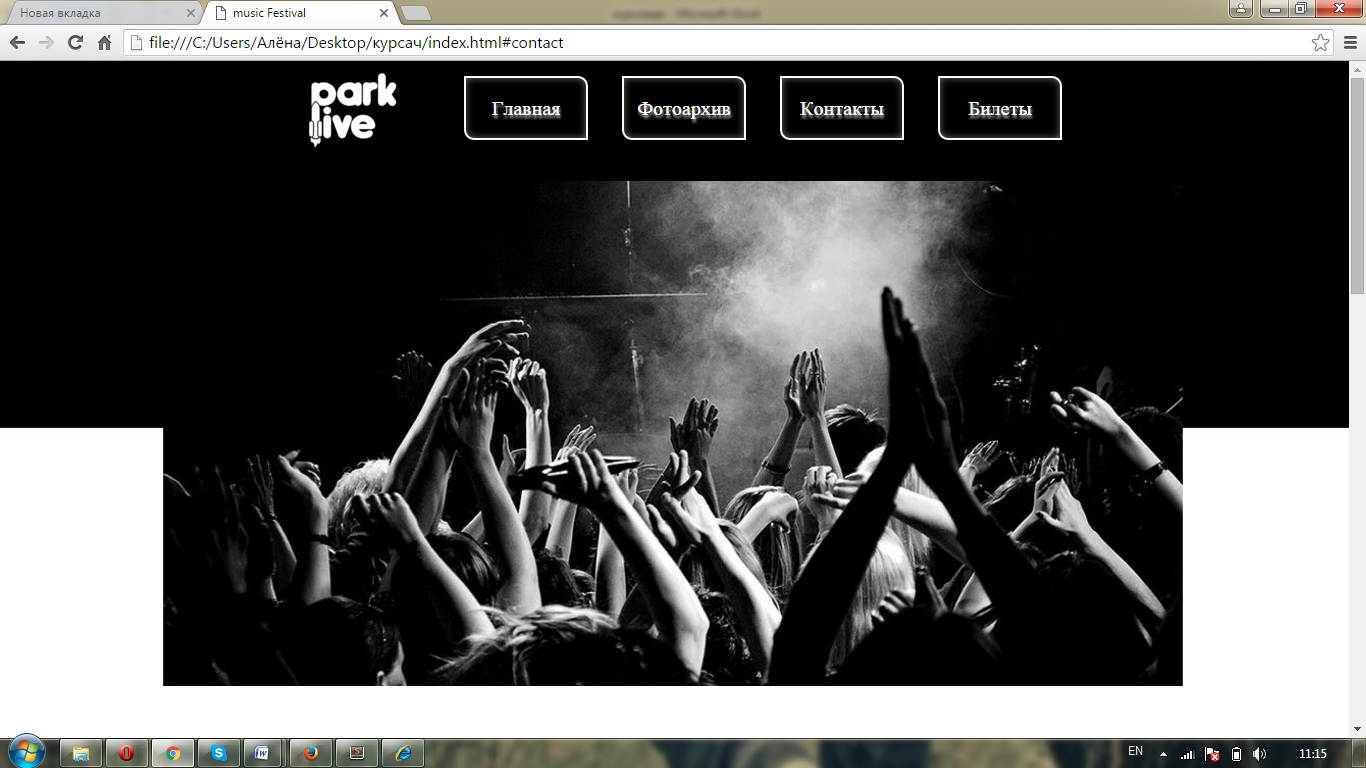 Новая вкладка
music Festival
file:///C:/Users/Алёна/Desktop/курсач/index.html#contact
park
live
Главная
Фотоархив
Контакты
Билеты
EN
11:15